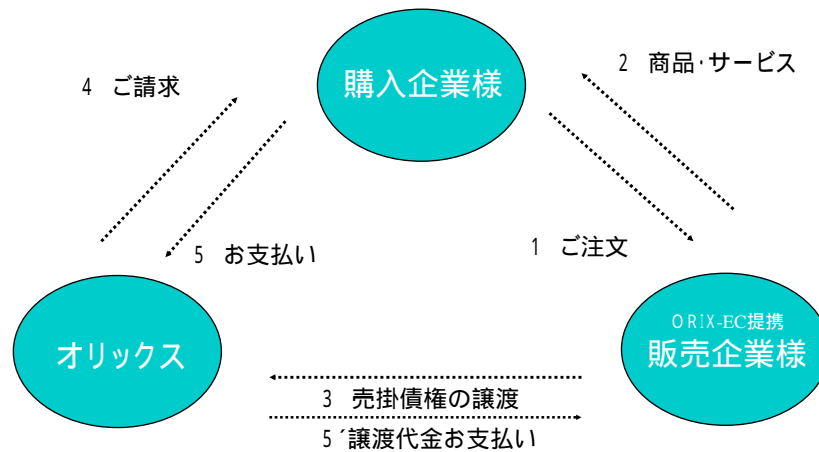 購入企業様
2 商品・サービス
4 ご請求
5 お支払い
1 ご注文
ORIX-EC提携
販売企業様
オリックス
3 売掛債権の譲渡
5´譲渡代金お支払い